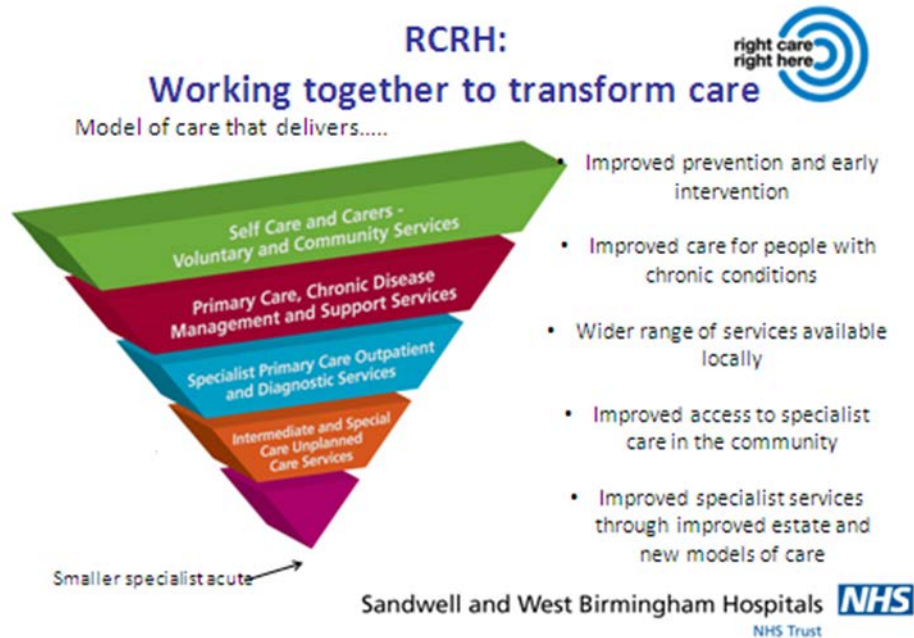 RCRH:
Working together to transform care
right care
right here
Model of care that delivers.....
Self Care and Carers -
Voluntary and Community Services
Primary Care, Chronic Disease
Management and Support Services
Specialist Primary Care Outpatient
and Diagnostic Services
Intermediate and Special
Care Unplanned
Care Services
Smaller specialist acute
• Improved prevention and early
intervention
• Improved care for people with
chronic conditions
• Wider range of services available
locally
• Improved access to specialist
care in the community
• Improved specialist services
through improved estate and
new models of care
Sandwell and West Birmingham Hospitals NHS
NHS Trust